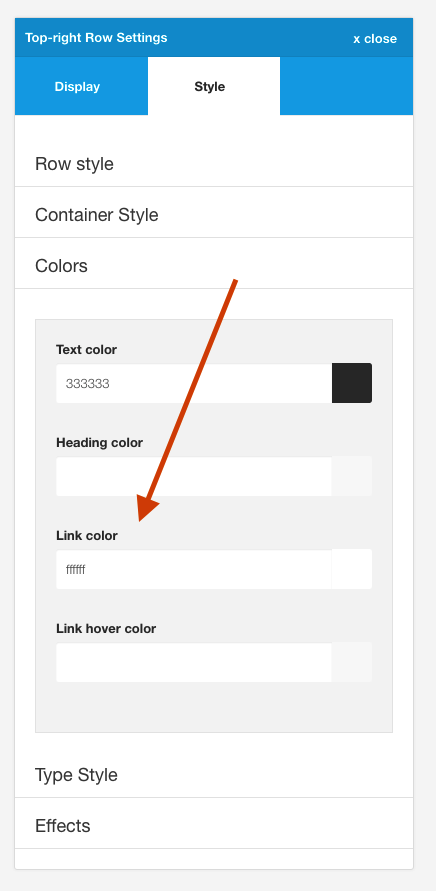 Top-right Row Settings
x close
Display
Style
Row style
Container Style
Colors
Text color
333333
Heading color
Link color
ffffff
Link hover color
Type Style
Effects